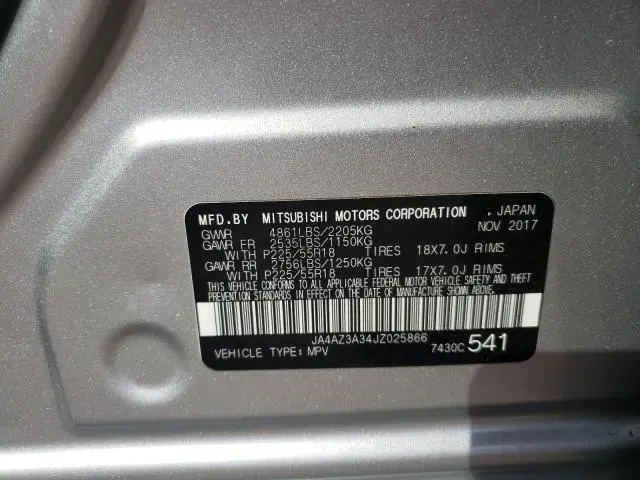 MFD.BY MITSUBISHI MOTORS CORPORATION . JAPAN
GVWR 4861LBS/2205KG NOV 2017
GAWR FR 2535LBS/1150KG
WITH P225/55R18 TIRES 18X7.0J RIMS
GAWR RR 2756LBS/1250KG
WITH P225/55R18 TIRES 17X7.0J RIMS
THIS VEHICLE CONFORMS TO ALL APPLICABLE FEDERAL MOTOR VEHICLE SAFETY AND THEFT
PREVENTION STANDARDS IN EFFECT ON THE DATE OF MANUFACTURE SHOWN ABOVE.
JA4AZ3A34JZ025866
VEHICLE TYPE: MPV 7430C 541